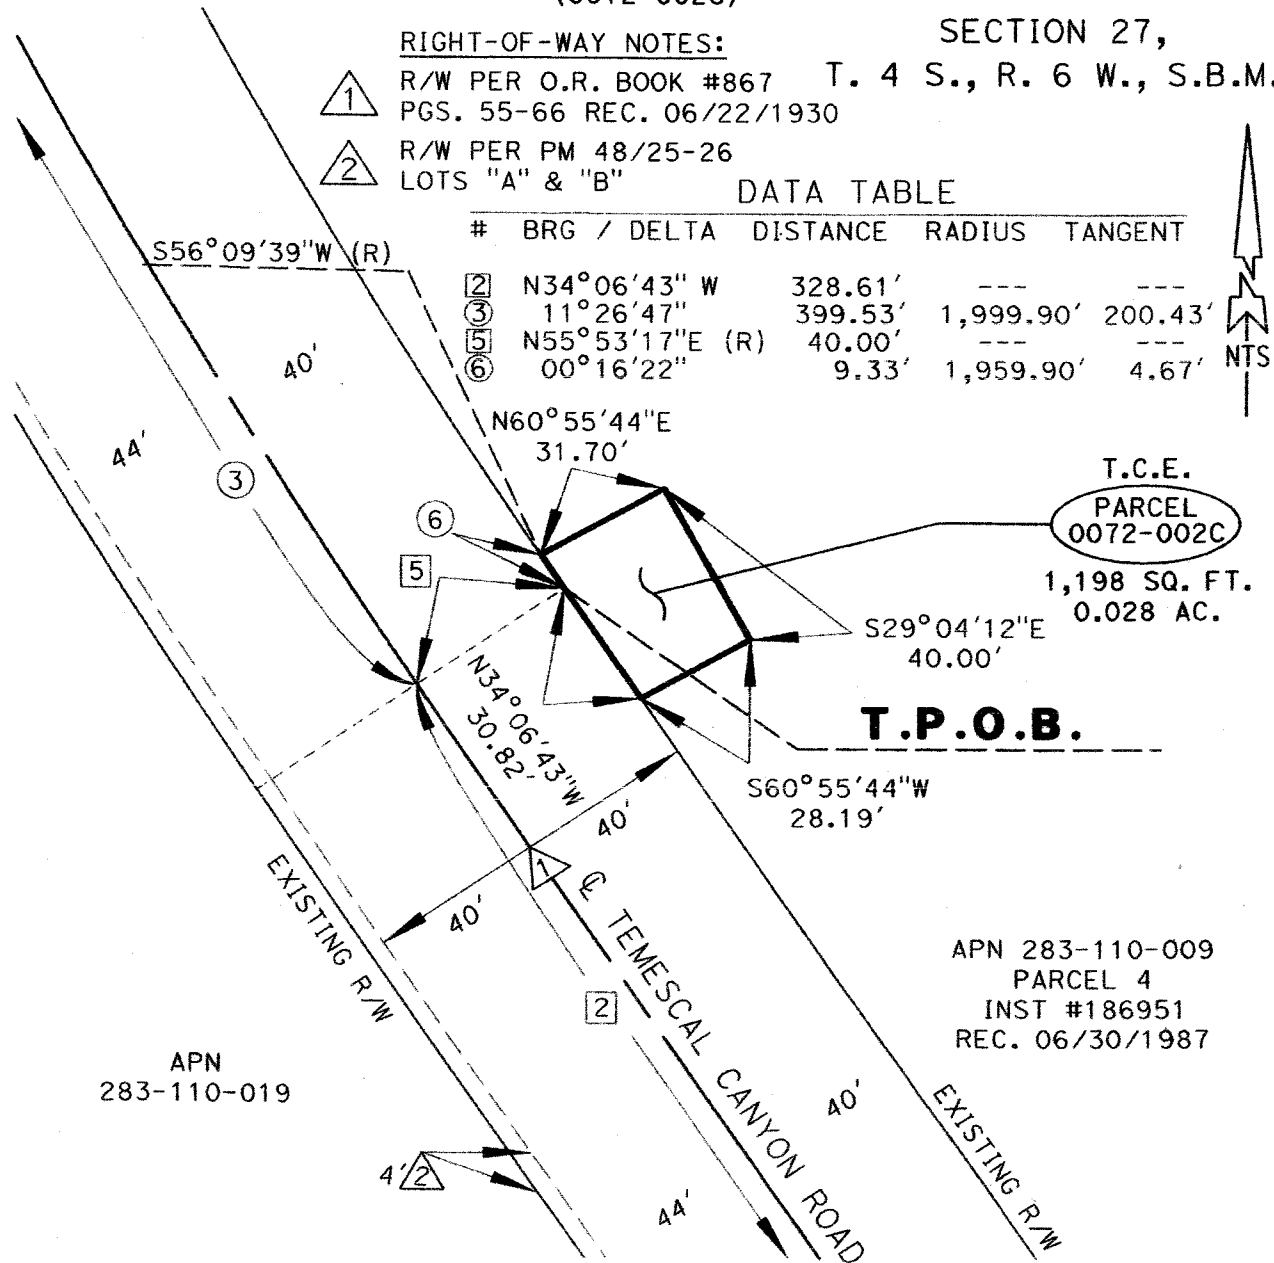 RIGHT-OF-WAY NOTES:
1 R/W PER O.R. BOOK #867
PGS. 55-66 REC. 06/22/1930
2 R/W PER PM 48/25-26
LOTS "A" & "B"
SECTION 27,
T. 4 S., R. 6 W., S.B.M.
DATA TABLE
# BRG / DELTA DISTANCE RADIUS TANGENT
2 N34°06'43" W 328.61' --- ---
3 11°26'47" 399.53' 1,999.90' 200.43'
5 N55°53'17"E (R) 40.00' --- ---
6 00°16'22" 9.33' 1,959.90' 4.67'
N
NTS
S56°09'39"W (R)
40'
44'
3
N60°55'44"E
31.70'
6
5
T.C.E.
PARCEL
0072-002C
1,198 SQ. FT.
0.028 AC.
S29°04'12"E
40.00'
N34°06'43"W
30.82'
T.P.O.B.
S60°55'44"W
28.19'
40'
1
40'
EXISTING R/W
℄ TEMESCAL CANYON ROAD
2
APN 283-110-009
PARCEL 4
INST #186951
REC. 06/30/1987
APN
283-110-019
40'
EXISTING R/W
4' 2
44'